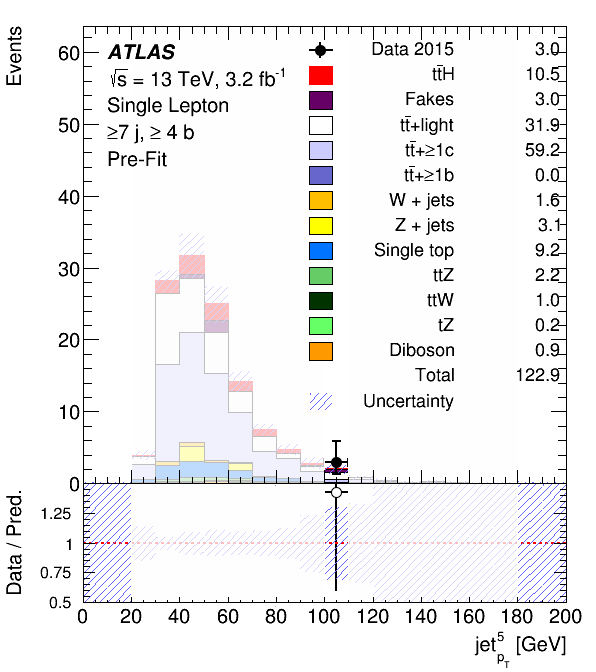 Events
60
50
40
30
20
10
0
ATLAS
√s = 13 TeV, 3.2 fb-1
Single Lepton
≥7 j, ≥ 4 b
Pre-Fit
Data 2015 3.0
tt̄H 10.5
Fakes 3.0
tt̄+light 31.9
tt̄+≥1c 59.2
tt̄+≥1b 0.0
W + jets 1.6
Z + jets 3.1
Single top 9.2
ttZ 2.2
ttW 1.0
tZ 0.2
Diboson 0.9
Total 122.9
Uncertainty
Data / Pred.
1.25
1
0.75
0.5
0 20 40 60 80 100 120 140 160 180 200
jet5pT [GeV]